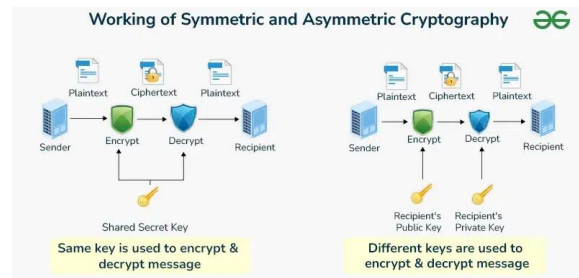 Working of Symmetric and Asymmetric Cryptography
Plaintext Ciphertext Plaintext
Sender Encrypt Decrypt Recipient
Shared Secret Key
Same key is used to encrypt &
decrypt message
Plaintext Ciphertext Plaintext
Sender Encrypt Decrypt Recipient
Recipient's Recipient's
Public Key Private Key
Different keys are used to
encrypt & decrypt message